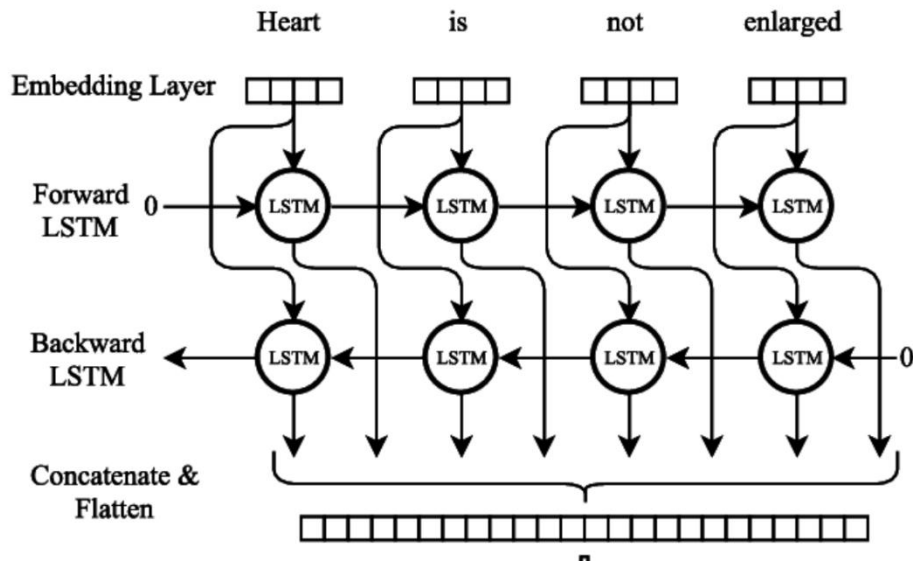 Heart is not enlarged
Embedding Layer
Forward
LSTM
0 LSTM LSTM LSTM LSTM
Backward
LSTM
LSTM LSTM LSTM LSTM 0
Concatenate &
Flatten